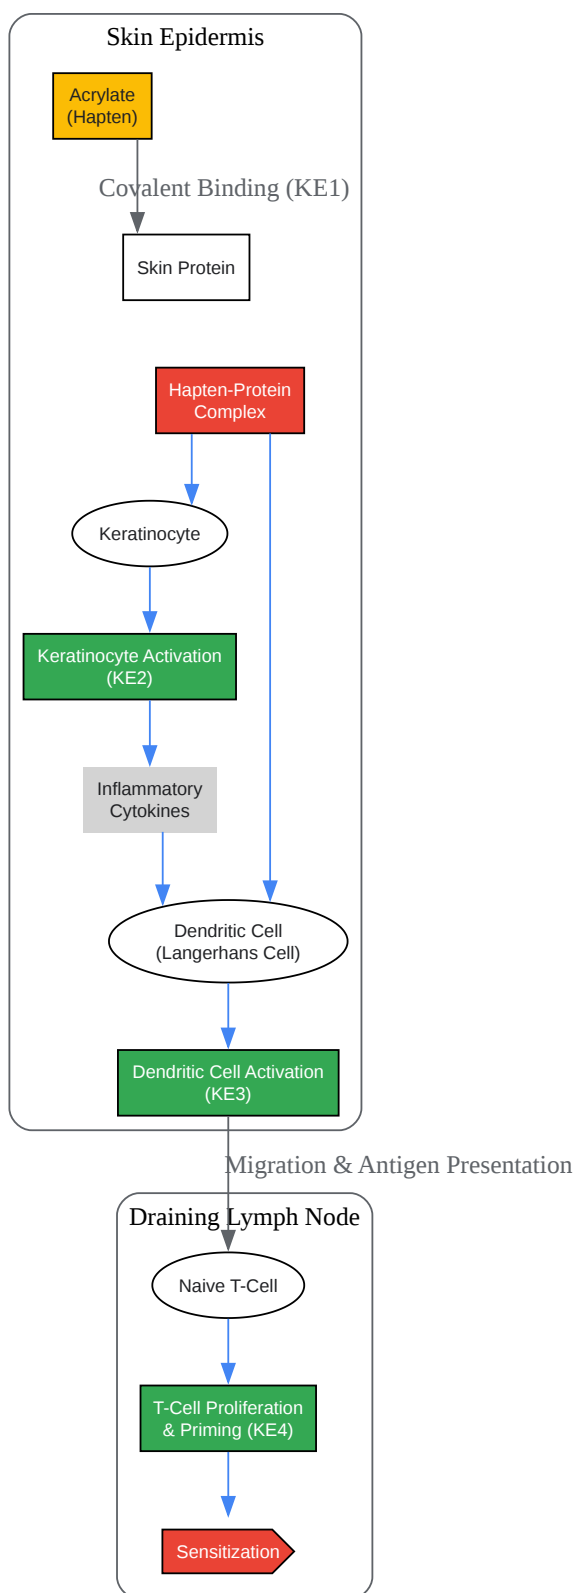 Skin Epidermis
Acrylate
(Hapten)
Covalent Binding (KE1)
Skin Protein
Hapten-Protein
Complex
Keratinocyte
Keratinocyte Activation
(KE2)
Inflammatory
Cytokines
Dendritic Cell
(Langerhans Cell)
Dendritic Cell Activation
(KE3)
Migration & Antigen Presentation
Draining Lymph Node
Naive T-Cell
T-Cell Proliferation
& Priming (KE4)
Sensitization